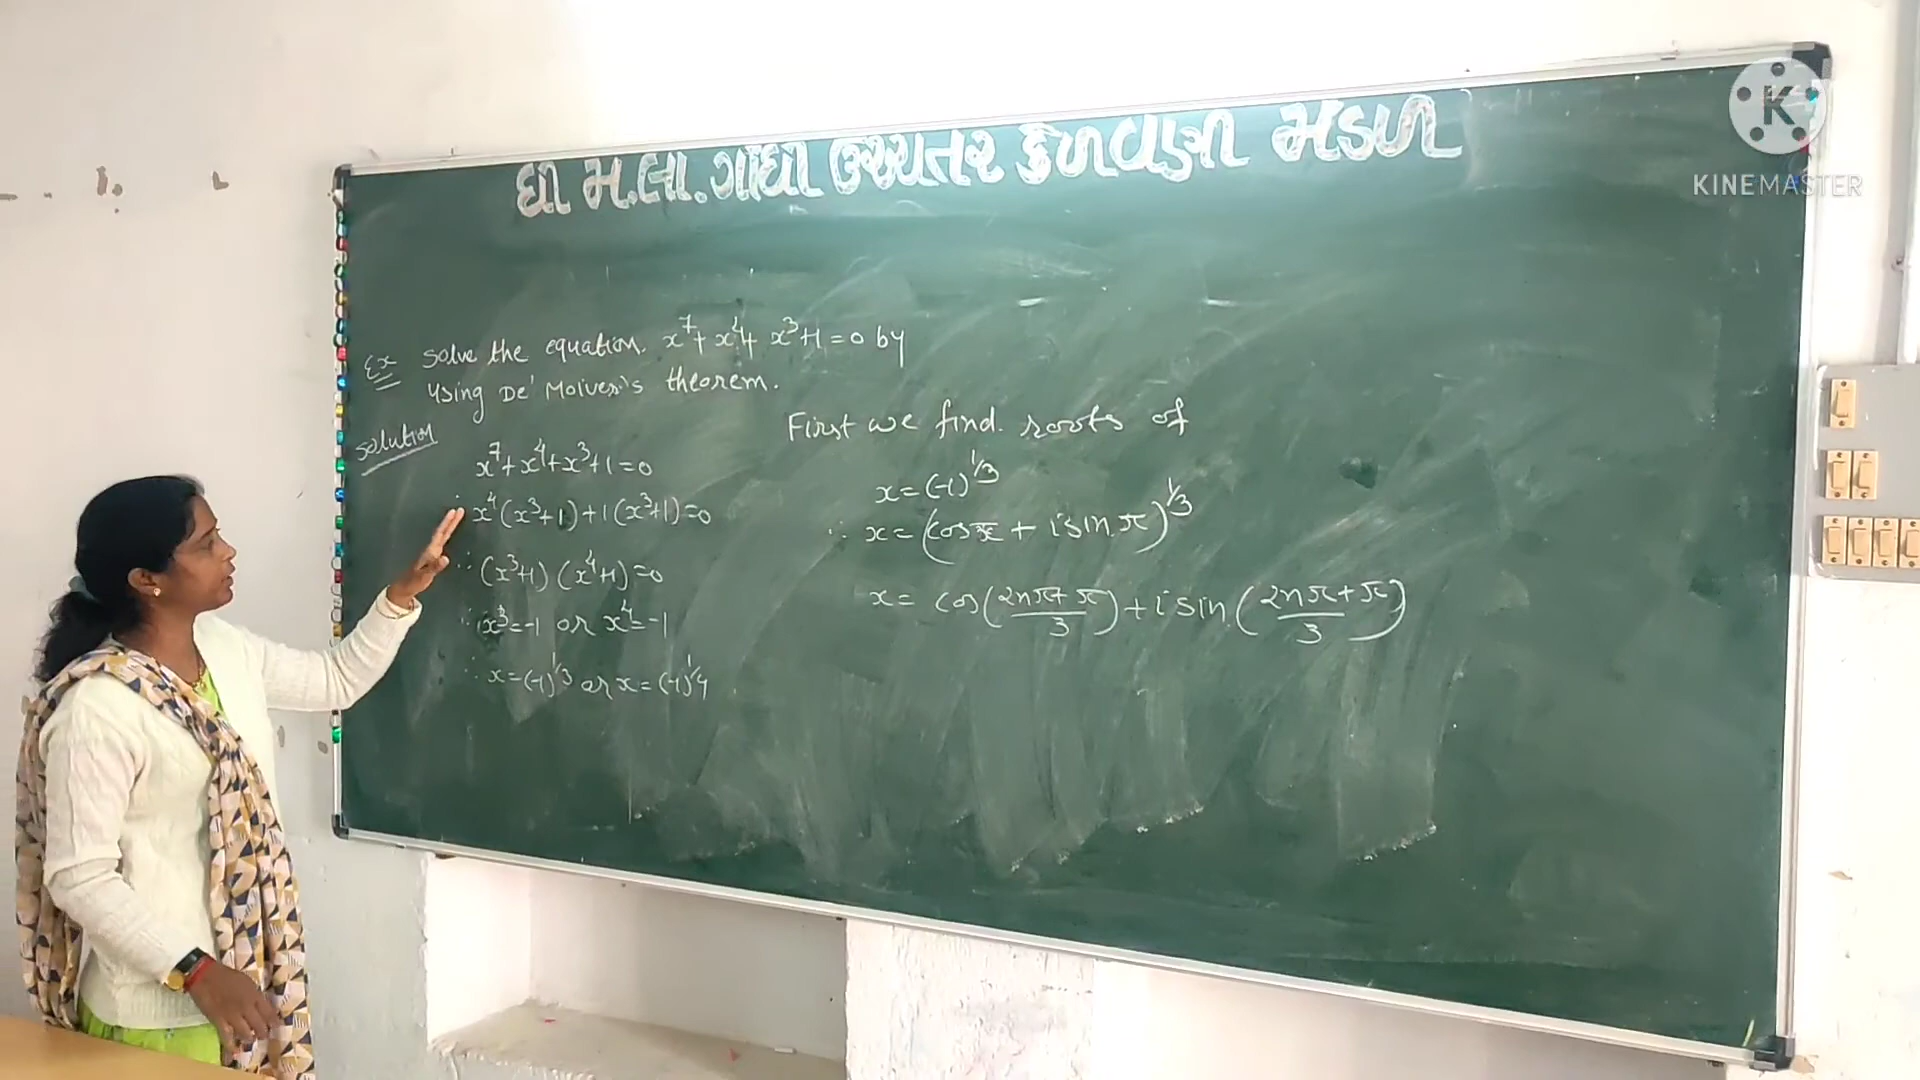 ધી મ.લા. ગાંધી ઉચ્ચતર કેળવણી મંડળ
KINEMASTER
Ex Solve the equation. x⁷+x⁴+x³+1=0 by
using De' Moiver's theorem.
Solution
x⁷+x⁴+x³+1=0
∴ x⁴(x³+1)+1(x³+1)=0
∴ (x³+1)(x⁴+1)=0
∴ x³=-1 or x⁴=-1
∴ x=(-1)^1/3 or x=(-1)^1/4
First we find. roots of
x=(-1)^1/3
∴ x=(cosπ + i sin π)^1/3
x= cos(2nπ+π/3)+i sin(2nπ+π/3)